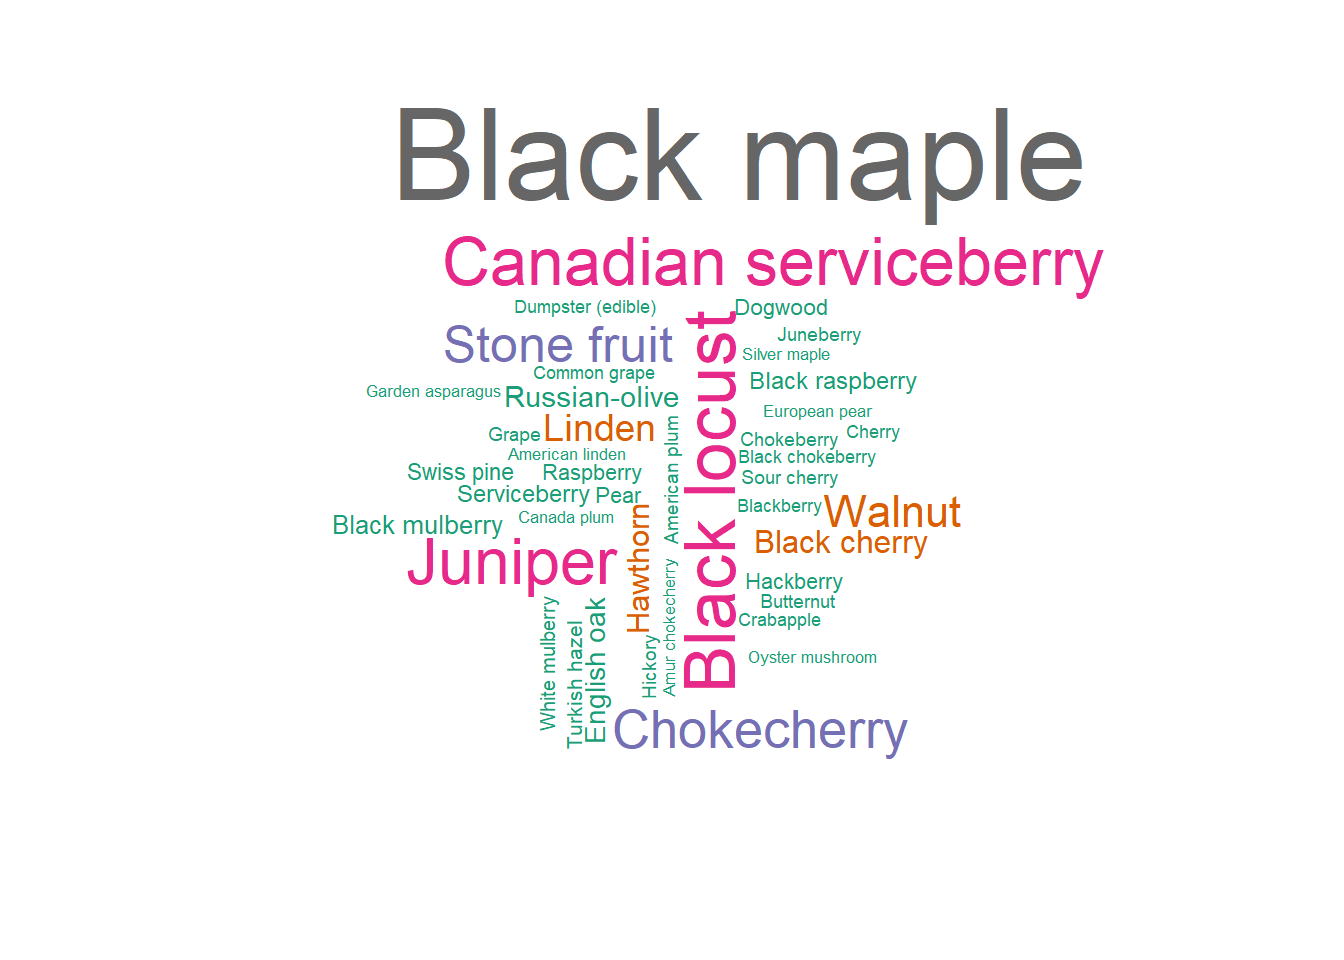 Black maple
Canadian serviceberry
Dumpster (edible)
Dogwood
Stone fruit
Juneberry
Silver maple
Common grape
Black raspberry
Garden asparagus
Russian-olive
European pear
Linden
Grape
Cherry
Chokeberry
American linden
Black chokeberry
Swiss pine
Raspberry
Sour cherry
American plum
Black locust
Serviceberry
Pear
Blackberry
Walnut
Canada plum
Black mulberry
Black cherry
Juniper
Hawthorn
Hackberry
Butternut
Crabapple
White mulberry
Turkish hazel
English oak
Hickory
Amur chokecherry
Oyster mushroom
Chokecherry